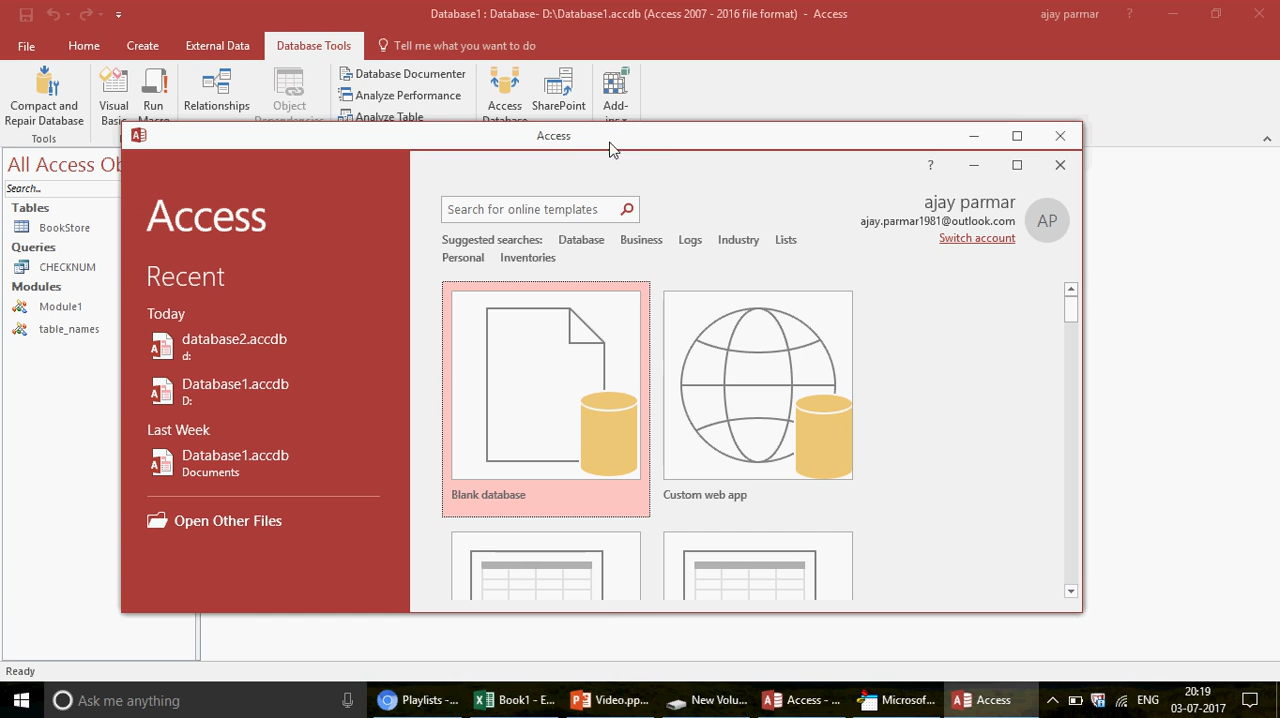 Database1 : Database- D:\Database1.accdb (Access 2007 - 2016 file format) - Access
ajay parmar
?
File
Home
Create
External Data
Database Tools
Tell me what you want to do
Compact and
Repair Database
Tools
Visual
Run
Relationships
Object
Database Documenter
Analyze Performance
Analyze Table
Access
Database
SharePoint
Add-
Access
?
All Access
Search...
Tables
BookStore
Queries
CHECKNUM
Modules
Module1
table_names
Access
Recent
Today
database2.accdb
d:
Database1.accdb
D:
Last Week
Database1.accdb
Documents
Open Other Files
Search for online templates
Suggested searches: Database Business Logs Industry Lists
Personal Inventories
ajay parmar
ajay.parmar1981@outlook.com
Switch account
AP
Blank database
Custom web app
Ready
Ask me anything
Playlists -...
Book1 - E...
Video.pp...
New Volu...
Access - ...
Microsof...
Access
ENG
20:19
03-07-2017